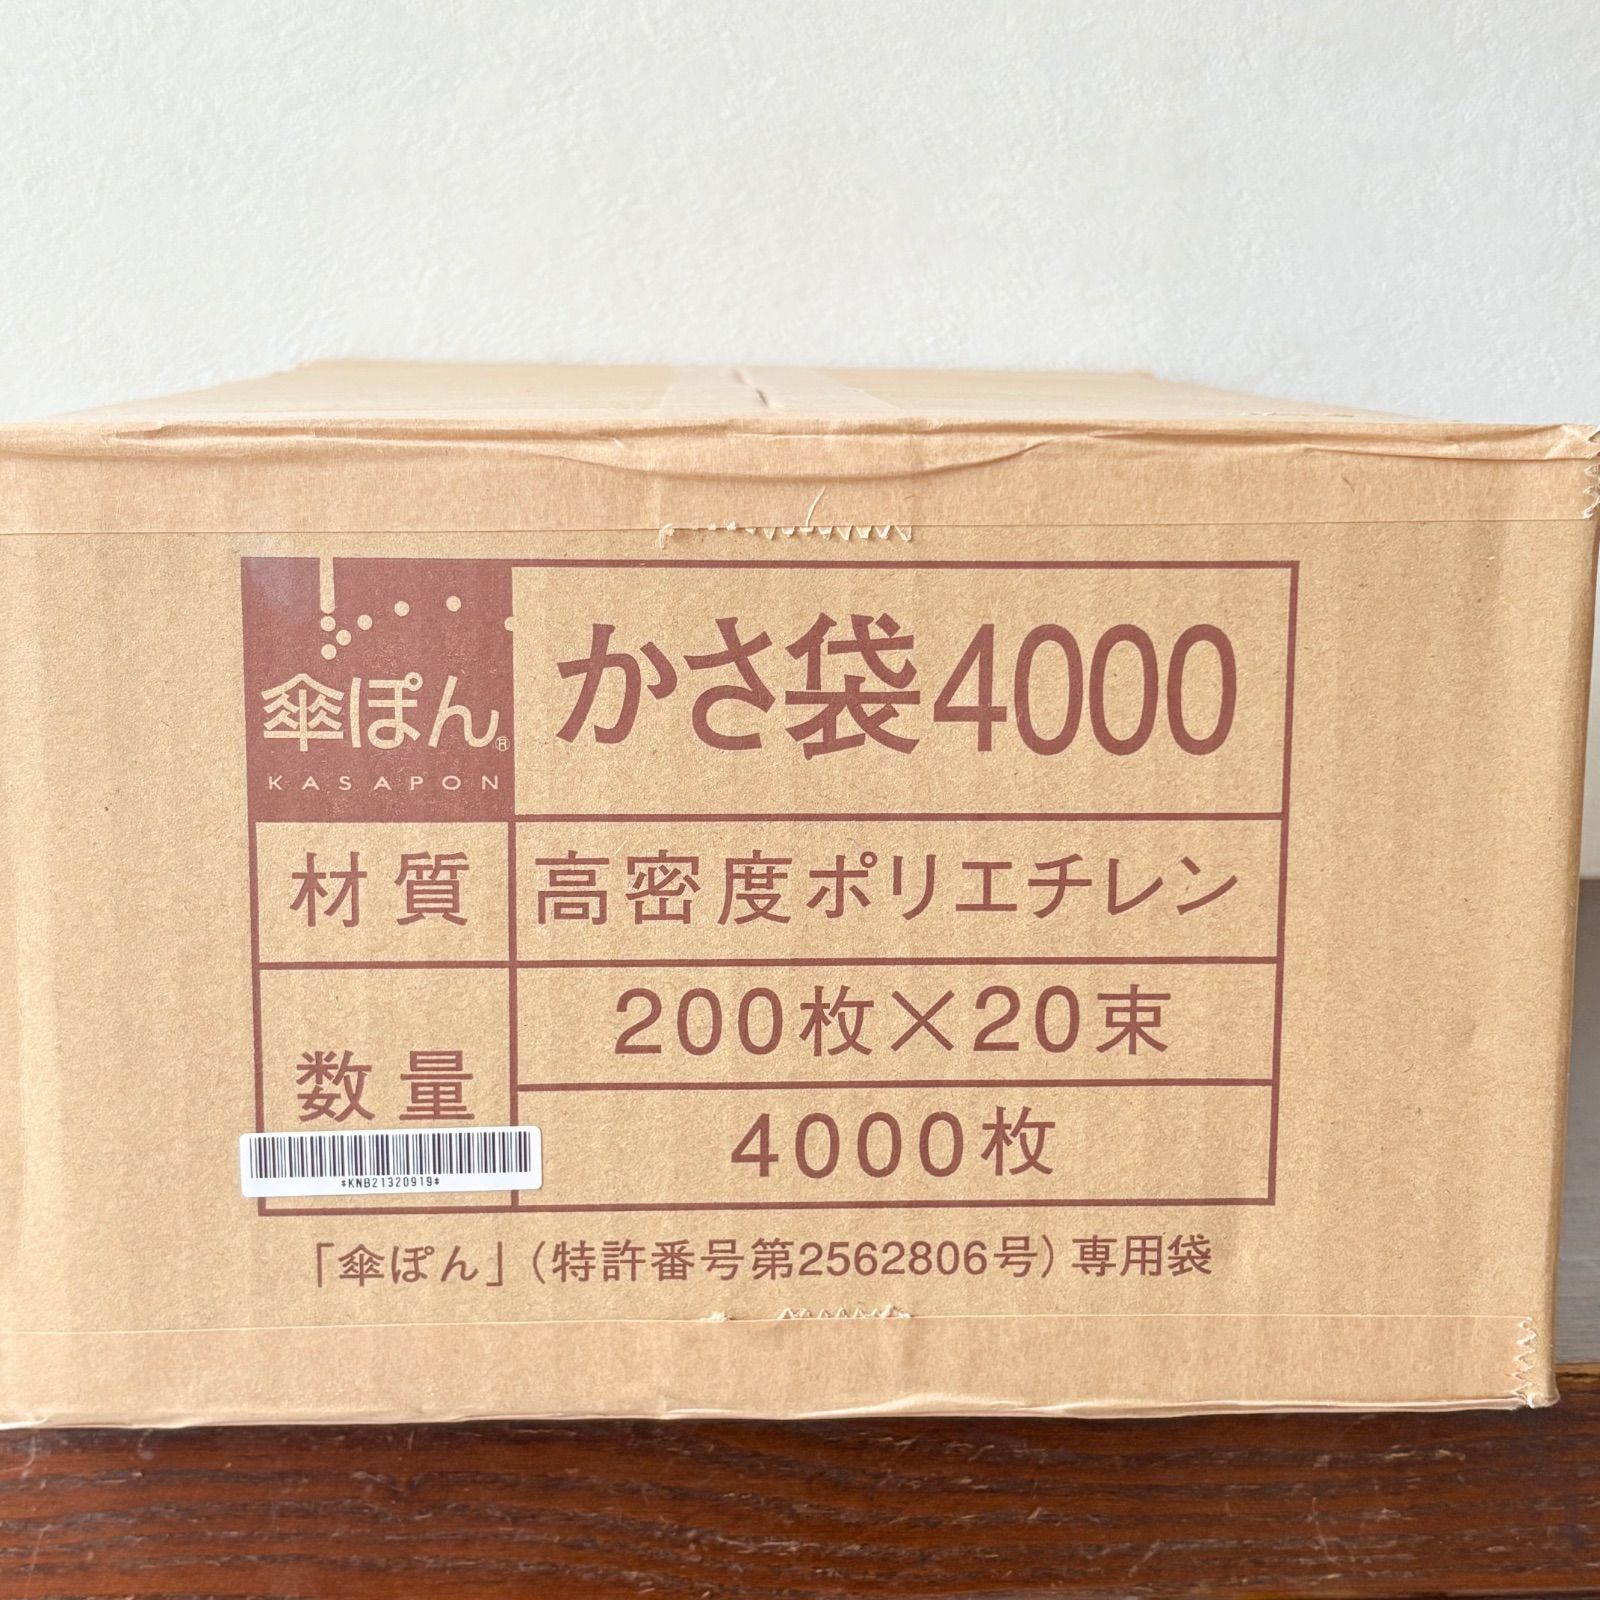 傘ぽん®
KASAPON
かさ袋4000
材質
高密度ポリエチレン
数量
200枚×20束
4000枚
*KNB21320919*
「傘ぽん」(特許番号第2562806号)専用袋